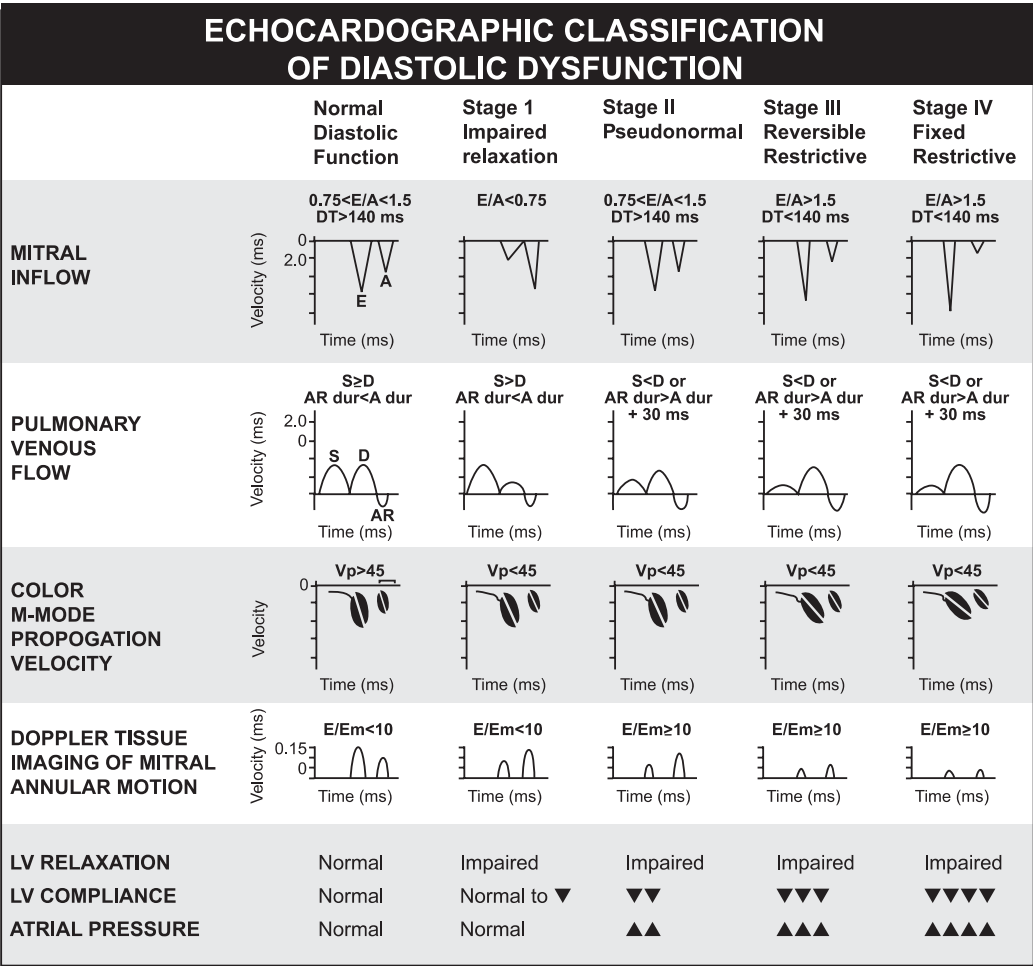 ECHOCARDIOGRAPHIC CLASSIFICATION
OF DIASTOLIC DYSFUNCTION
Normal Diastolic Function
Stage 1 Impaired relaxation
Stage II Pseudonormal
Stage III Reversible Restrictive
Stage IV Fixed Restrictive
MITRAL
INFLOW
Velocity (ms)
0
2.0
0.75<E/A<1.5
DT>140 ms
E
A
Time (ms)
E/A<0.75
Time (ms)
0.75<E/A<1.5
DT>140 ms
Time (ms)
E/A>1.5
DT<140 ms
Time (ms)
E/A>1.5
DT<140 ms
Time (ms)
PULMONARY
VENOUS
FLOW
Velocity (ms)
2.0
0
S≥D
AR dur<A dur
S D
AR
Time (ms)
S>D
AR dur<A dur
Time (ms)
S<D or
AR dur>A dur
+ 30 ms
Time (ms)
S<D or
AR dur>A dur
+ 30 ms
Time (ms)
S<D or
AR dur>A dur
+ 30 ms
Time (ms)
COLOR
M-MODE
PROPOGATION
VELOCITY
Velocity
0
Vp>45
Time (ms)
Vp<45
Time (ms)
Vp<45
Time (ms)
Vp<45
Time (ms)
Vp<45
Time (ms)
DOPPLER TISSUE
IMAGING OF MITRAL
ANNULAR MOTION
Velocity (ms)
0.15
0
E/Em<10
Time (ms)
E/Em<10
Time (ms)
E/Em≥10
Time (ms)
E/Em≥10
Time (ms)
E/Em≥10
Time (ms)
LV RELAXATION Normal Impaired Impaired Impaired Impaired
LV COMPLIANCE Normal Normal to ▼ ▼▼ ▼▼▼ ▼▼▼▼
ATRIAL PRESSURE Normal Normal ▲▲ ▲▲▲ ▲▲▲▲